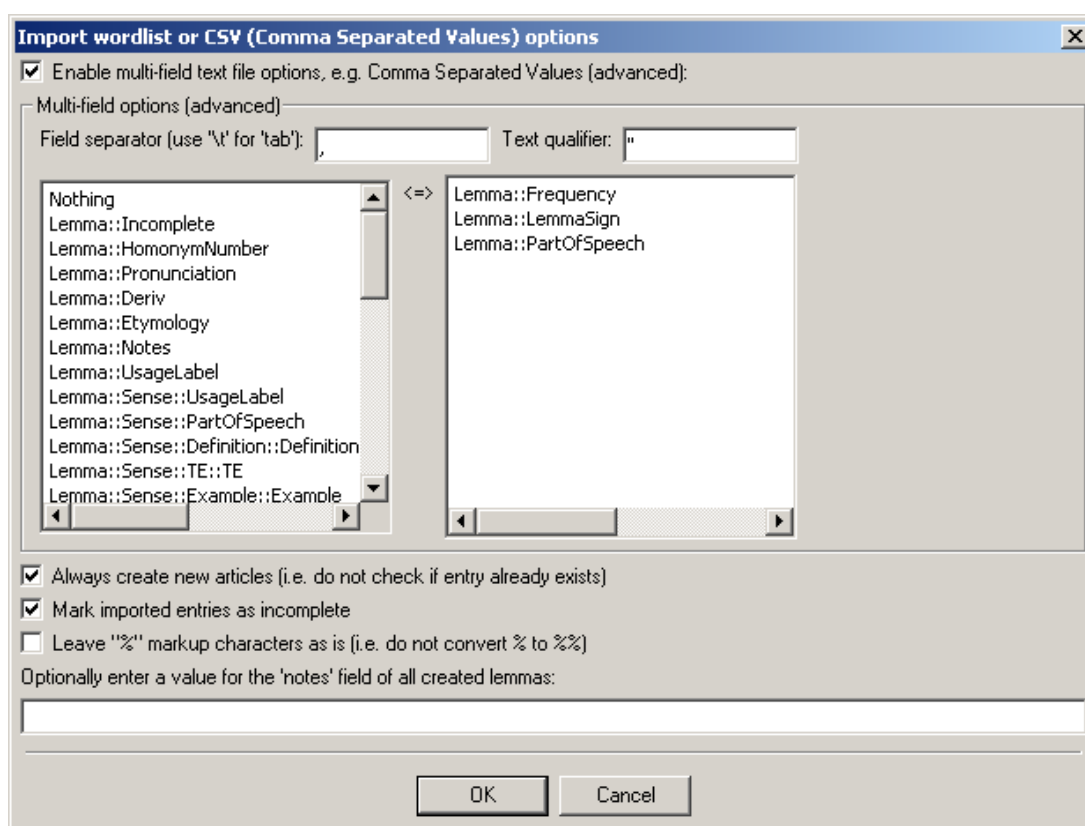 Import wordlist or CSV (Comma Separated Values) options
Enable multi-field text file options, e.g. Comma Separated Values (advanced):
Multi-field options (advanced)
Field separator (use '\t' for 'tab'): , Text qualifier: "
Nothing
Lemma::Incomplete
Lemma::HomonymNumber
Lemma::Pronunciation
Lemma::Deriv
Lemma::Etymology
Lemma::Notes
Lemma::UsageLabel
Lemma::Sense::UsageLabel
Lemma::Sense::PartOfSpeech
Lemma::Sense::Definition::Definition
Lemma::Sense::TE::TE
Lemma::Sense::Example::Example
<=>
Lemma::Frequency
Lemma::LemmaSign
Lemma::PartOfSpeech
Always create new articles (i.e. do not check if entry already exists)
Mark imported entries as incomplete
Leave "%" markup characters as is (i.e. do not convert % to %%)
Optionally enter a value for the 'notes' field of all created lemmas:
OK Cancel